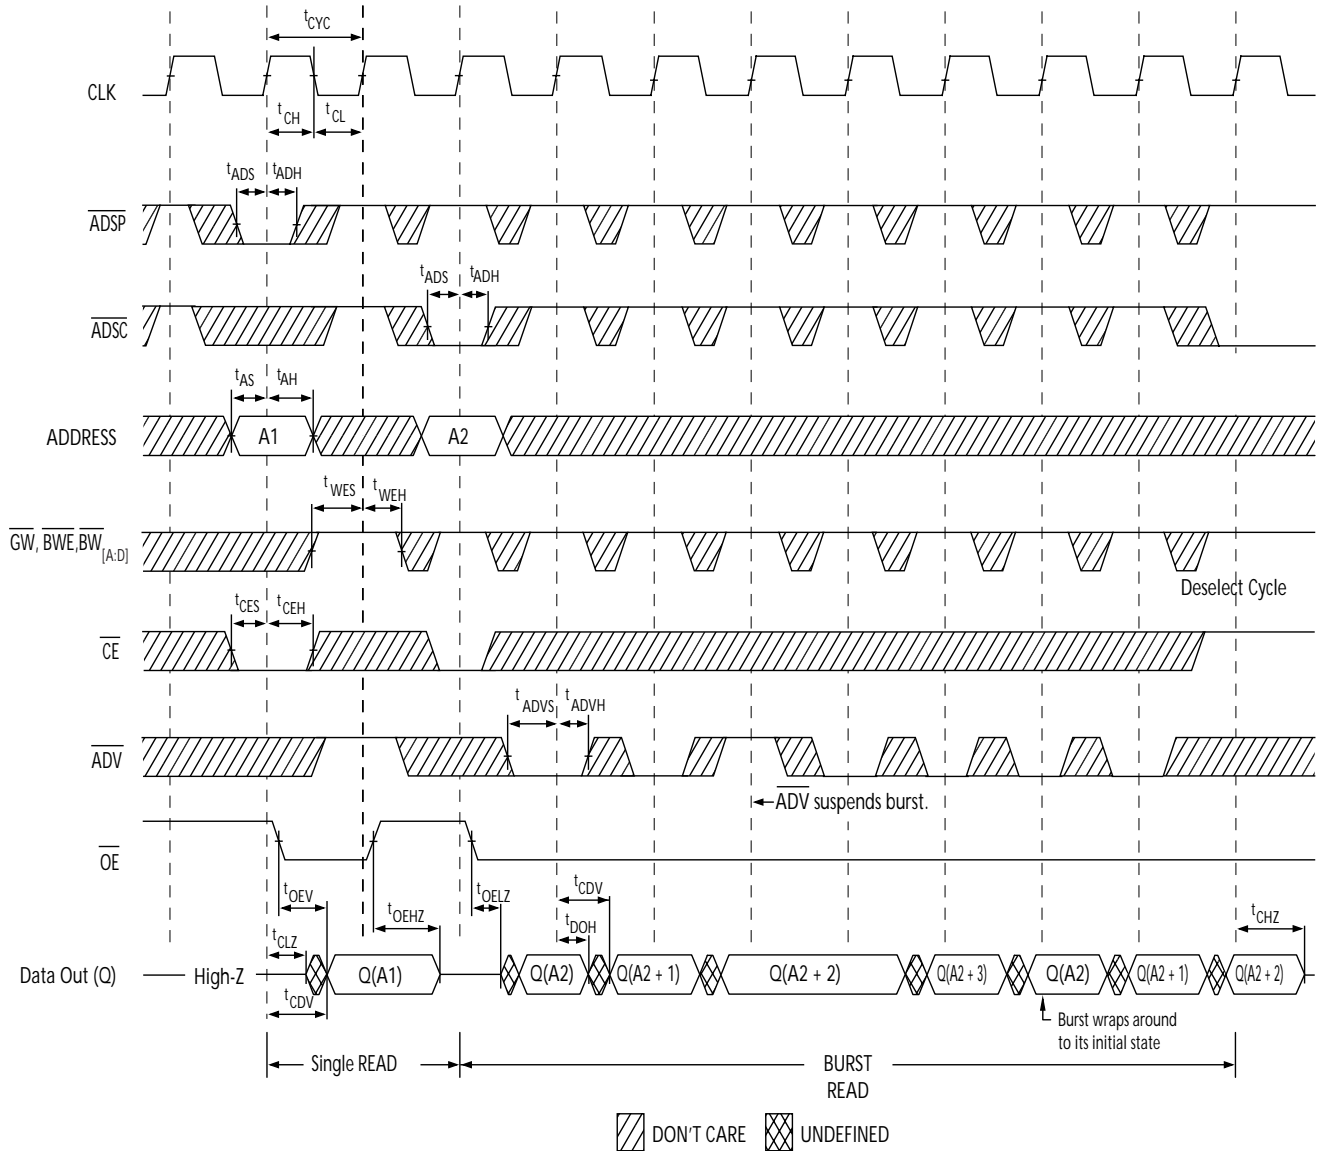 tCYC
CLK
tCH tCL
tADS tADH
ADSP
tADS tADH
ADSC
tAS tAH
ADDRESS A1 A2
tWES tWEH
GW, BWE,BW[A:D]
Deselect Cycle
tCES tCEH
CE
tADVS tADVH
ADV
ADV suspends burst.
OE
tOEV tOEHZ tOELZ tCDV
tCLZ tDOH tCHZ
Data Out (Q) High-Z Q(A1) Q(A2) Q(A2 + 1) Q(A2 + 2) Q(A2 + 3) Q(A2) Q(A2 + 1) Q(A2 + 2)
tCDV
Burst wraps around
to its initial state
Single READ BURST
READ
DON'T CARE UNDEFINED